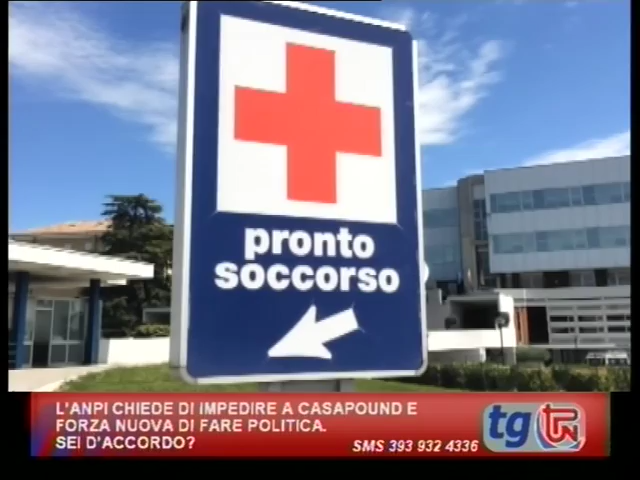 pronto
soccorso
L'ANPI CHIEDE DI IMPEDIRE A CASAPOUND E
FORZA NUOVA DI FARE POLITICA.
SEI D'ACCORDO?
SMS 393 932 4336
tg